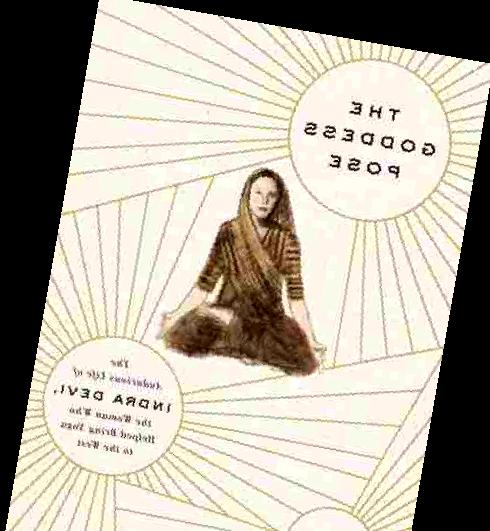 THE
GODDESS
POSE
The
Audacious Life of
INDRA DEVI,
the Woman Who
Helped Bring Yoga
to the West